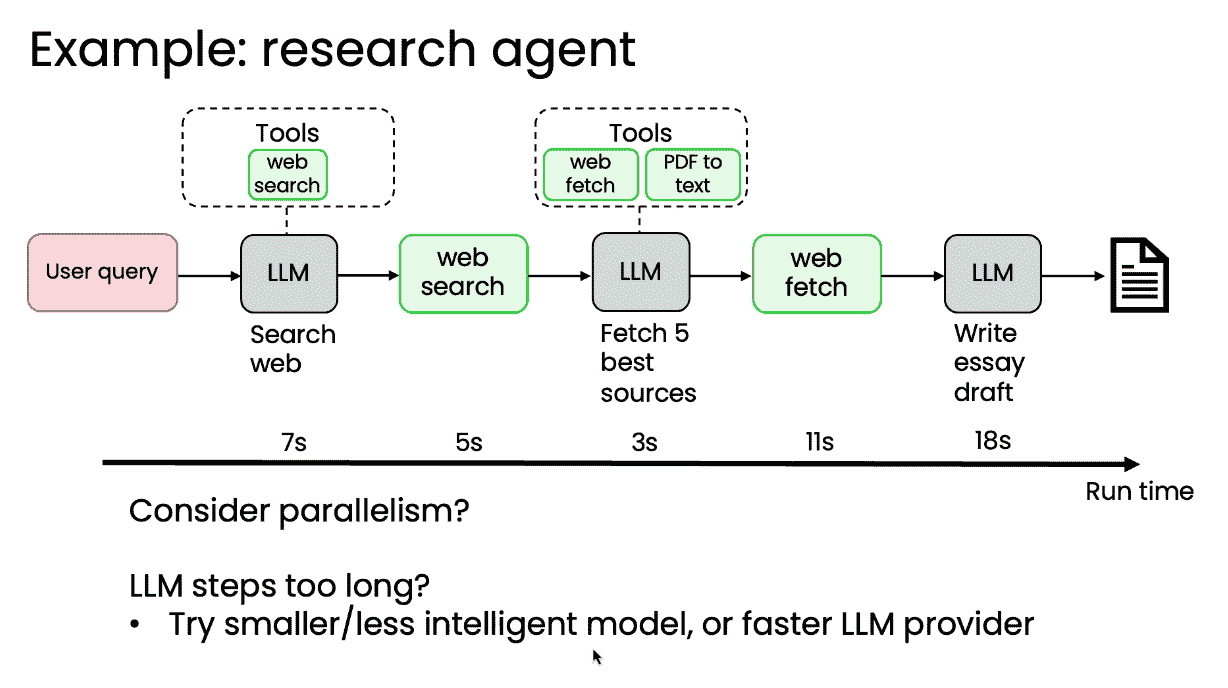 Example: research agent
Tools
web
search
Tools
web
fetch
PDF to
text
User query
LLM
web
search
LLM
web
fetch
LLM
Search
web
Fetch 5
best
sources
Write
essay
draft
7s
5s
3s
11s
18s
Run time
Consider parallelism?
LLM steps too long?
• Try smaller/less intelligent model, or faster LLM provider